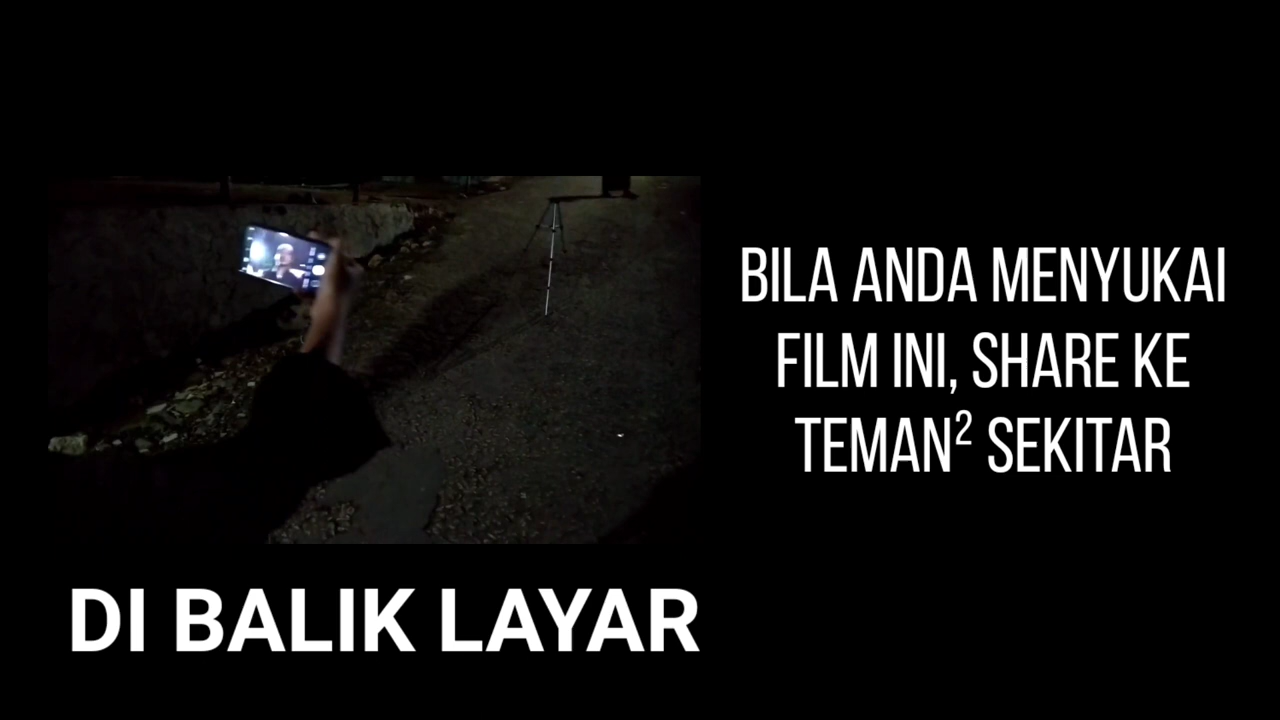 BILA ANDA MENYUKAI
FILM INI, SHARE KE
TEMAN² SEKITAR
DI BALIK LAYAR